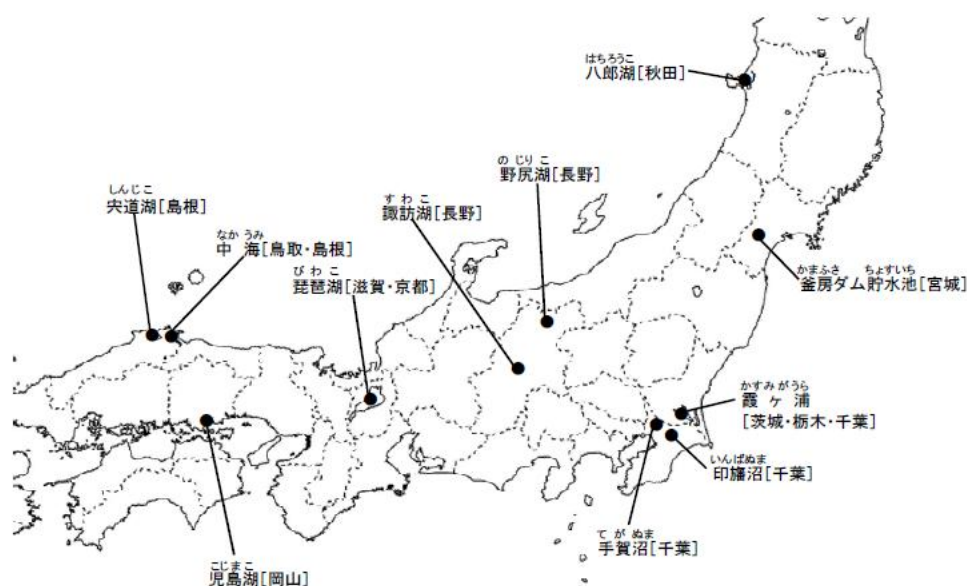 はちろうこ
八郎湖[秋田]
のじりこ
野尻湖[長野]
しんじこ
宍道湖[島根]
すわこ
諏訪湖[長野]
なかうみ
中海[鳥取・島根]
びわこ
琵琶湖[滋賀・京都]
かまふさ ちょすいち
釜房ダム貯水池[宮城]
かすみがうら
霞ヶ浦
[茨城・栃木・千葉]
いんばぬま
印旛沼[千葉]
てがぬま
手賀沼[千葉]
こじまこ
児島湖[岡山]